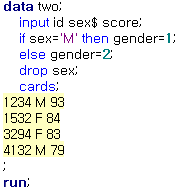 data two;
input id sex$ score;
if sex='M' then gender=1;
else gender=2;
drop sex;
cards;
1234 M 93
1532 F 84
3294 F 83
4132 M 79
;
run;